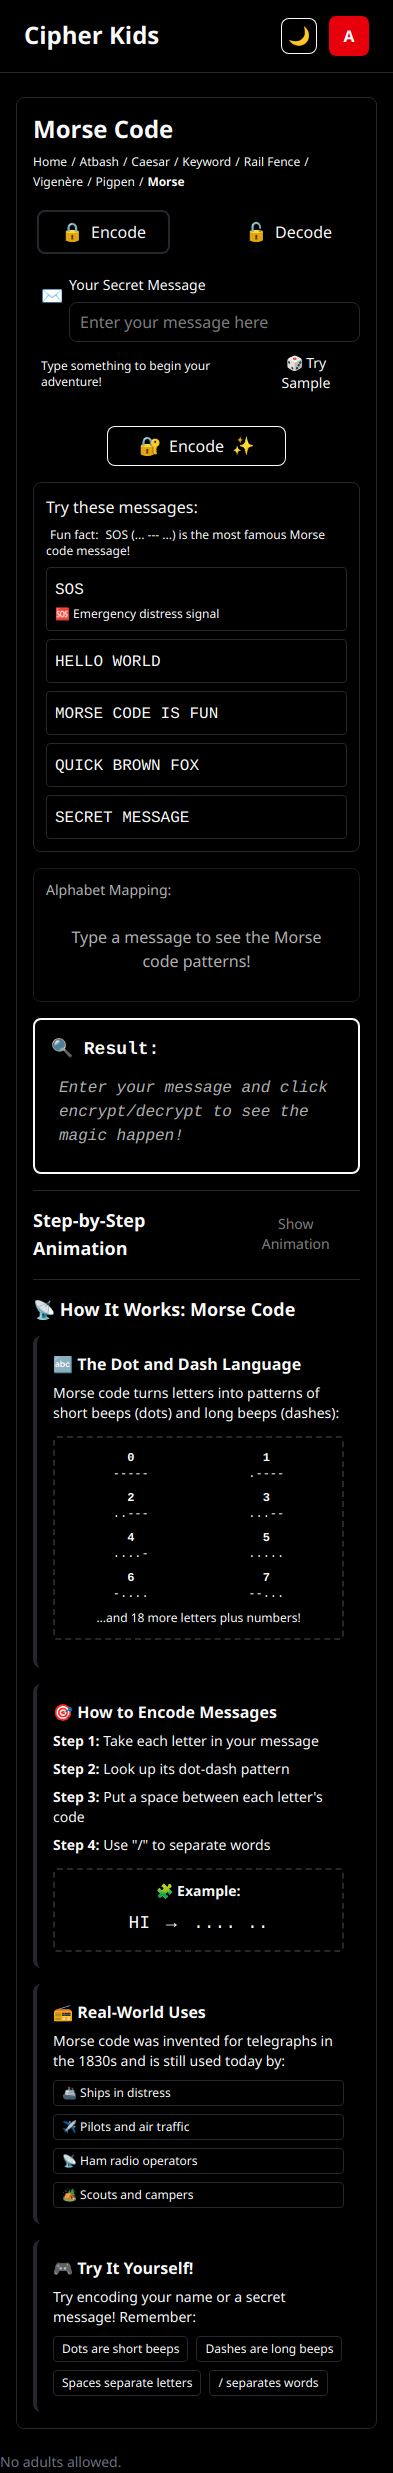 Cipher Kids
A
Morse Code
Home / Atbash / Caesar / Keyword / Rail Fence /
Vigenère / Pigpen / Morse
🔒 Encode
🔓 Decode
✉️ Your Secret Message
Enter your message here
Type something to begin your
adventure!
🎲 Try
Sample
🔐 Encode ✨
Try these messages:
Fun fact: SOS (... --- ...) is the most famous Morse
code message!
SOS
🆘 Emergency distress signal
HELLO WORLD
MORSE CODE IS FUN
QUICK BROWN FOX
SECRET MESSAGE
Alphabet Mapping:
Type a message to see the Morse
code patterns!
🔍 Result:
Enter your message and click
encrypt/decrypt to see the
magic happen!
Step-by-Step
Animation
Show
Animation
📡 How It Works: Morse Code
🔤 The Dot and Dash Language
Morse code turns letters into patterns of
short beeps (dots) and long beeps (dashes):
0 1
----- .----
2 3
..--- ...--
4 5
....- .....
6 7
-.... --...
...and 18 more letters plus numbers!
🎯 How to Encode Messages
Step 1: Take each letter in your message
Step 2: Look up its dot-dash pattern
Step 3: Put a space between each letter's
code
Step 4: Use "/" to separate words
🧩 Example:
HI → .... ..
📻 Real-World Uses
Morse code was invented for telegraphs in
the 1830s and is still used today by:
🚢 Ships in distress
✈️ Pilots and air traffic
📡 Ham radio operators
🏕️ Scouts and campers
🎮 Try It Yourself!
Try encoding your name or a secret
message! Remember:
Dots are short beeps
Dashes are long beeps
Spaces separate letters
/ separates words
No adults allowed.